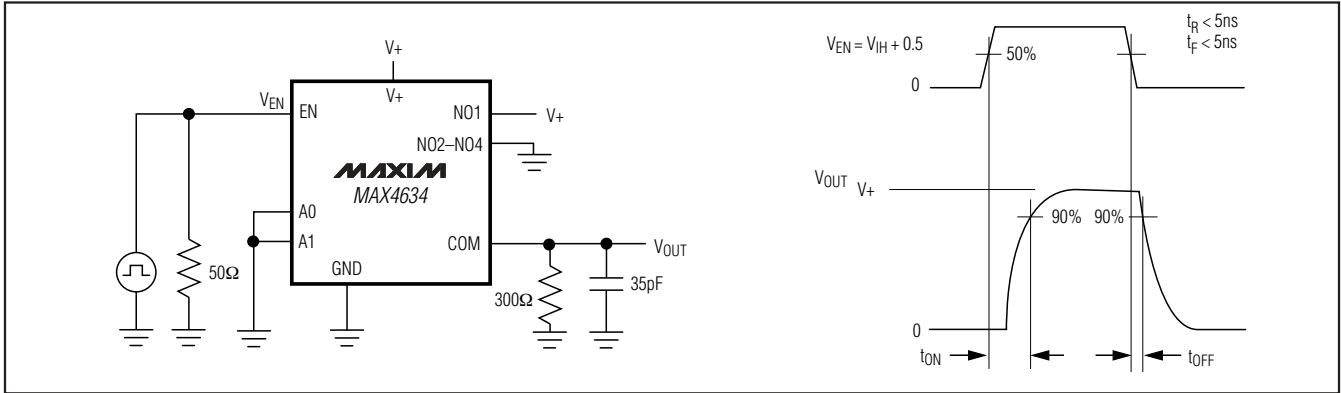 V+
V+
VEN
EN
NO1
V+
NO2–NO4
MAXIM
MAX4634
A0
A1
COM
VOUT
GND
50Ω
300Ω
35pF
tR < 5ns
tF < 5ns
VEN = VIH + 0.5
50%
0
VOUT
V+
90%
90%
0
tON
tOFF